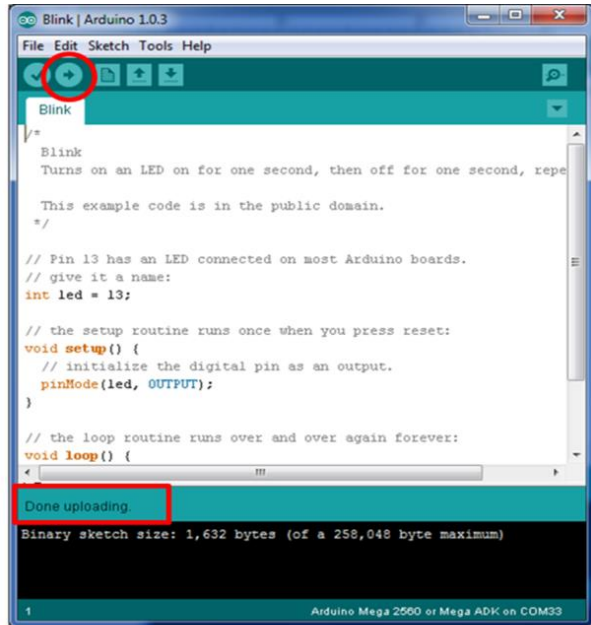 Blink | Arduino 1.0.3
File Edit Sketch Tools Help
Blink
/*
  Blink
  Turns on an LED on for one second, then off for one second, repe

  This example code is in the public domain.
 */

// Pin 13 has an LED connected on most Arduino boards.
// give it a name:
int led = 13;

// the setup routine runs once when you press reset:
void setup() {
  // initialize the digital pin as an output.
  pinMode(led, OUTPUT);
}

// the loop routine runs over and over again forever:
void loop() {
Done uploading.
Binary sketch size: 1,632 bytes (of a 258,048 byte maximum)
1
Arduino Mega 2560 or Mega ADK on COM33